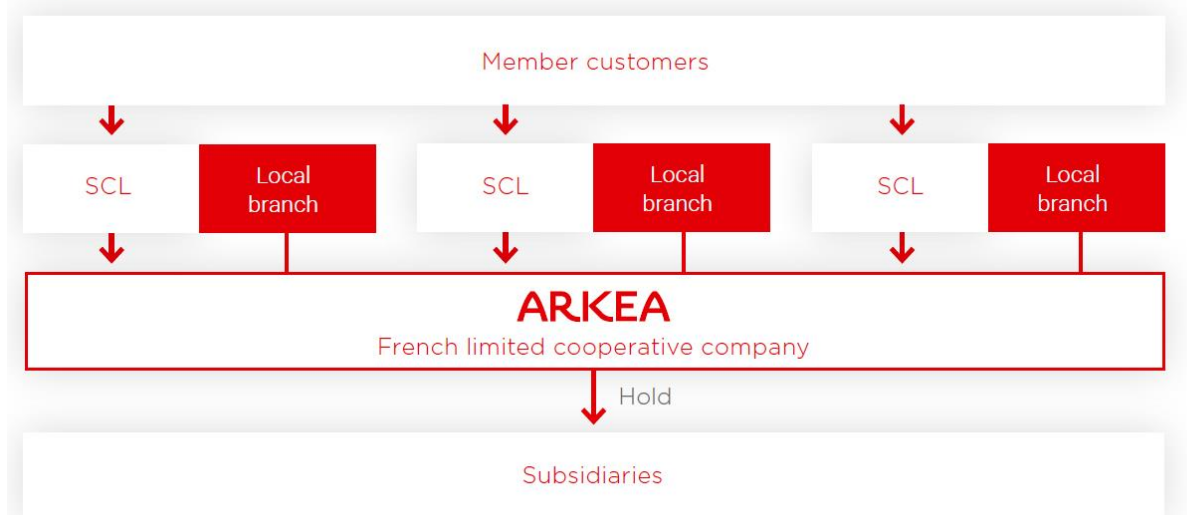 Member customers
SCL
Local
branch
SCL
Local
branch
SCL
Local
branch
ARKEA
French limited cooperative company
Hold
Subsidiaries